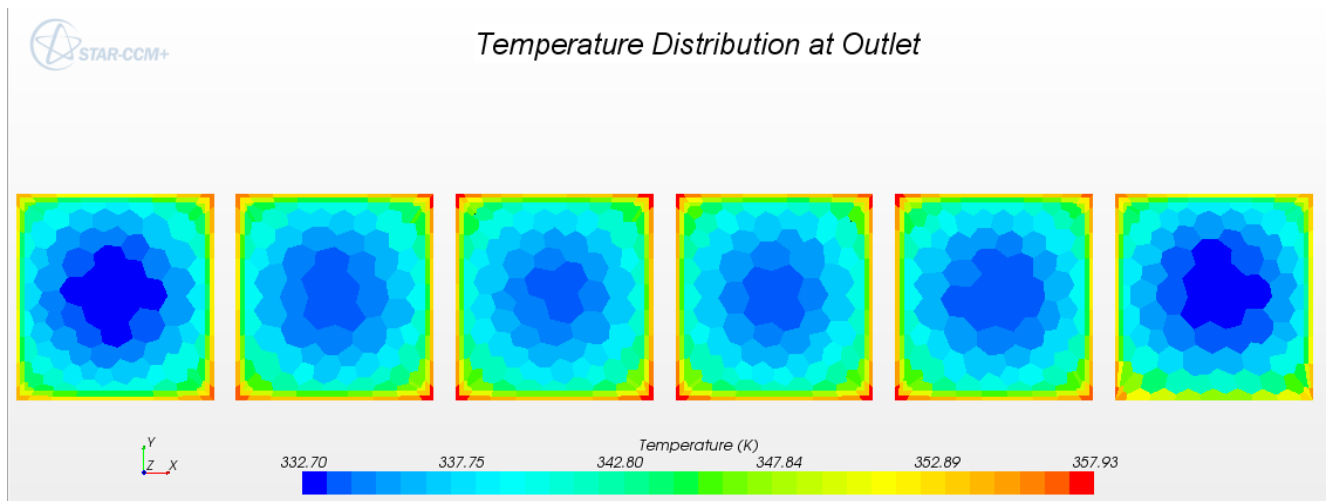 STAR-CCM+
Temperature Distribution at Outlet
Y
Z X
Temperature (K)
332.70 337.75 342.80 347.84 352.89 357.93